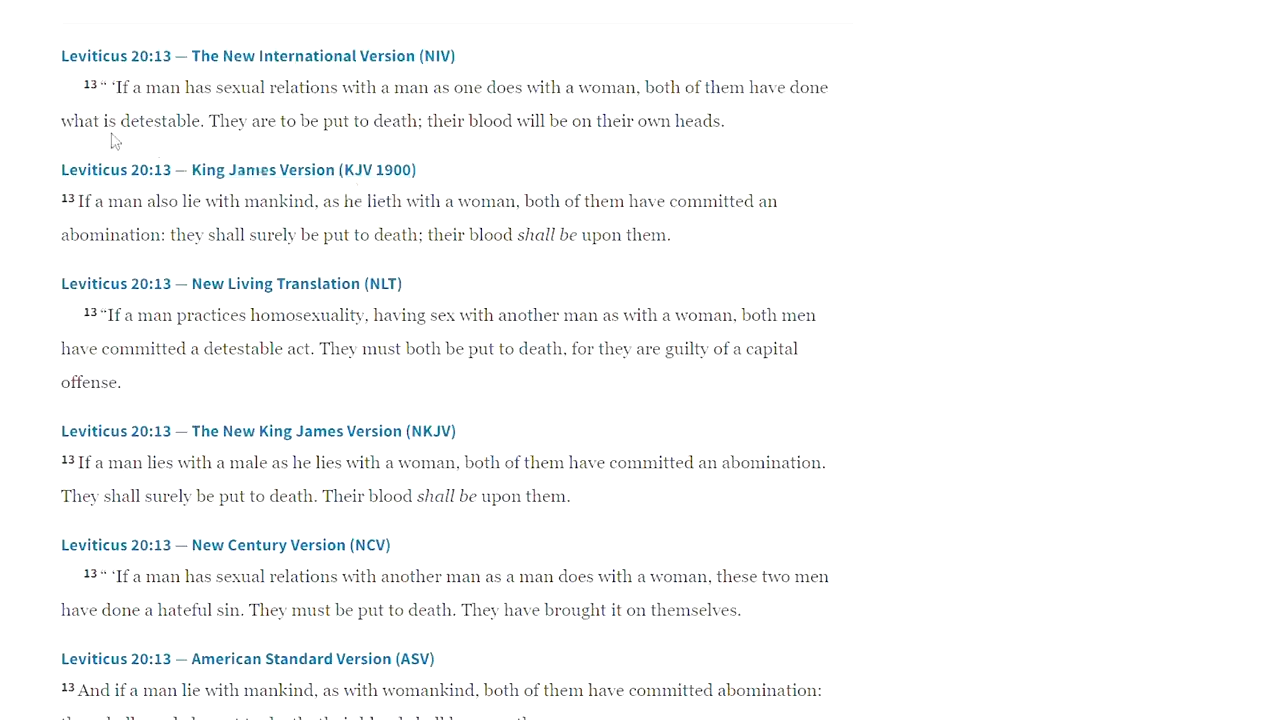 Leviticus 20:13 — The New International Version (NIV)
13 “ ‘If a man has sexual relations with a man as one does with a woman, both of them have done
what is detestable. They are to be put to death; their blood will be on their own heads.
Leviticus 20:13 — King James Version (KJV 1900)
13 If a man also lie with mankind, as he lieth with a woman, both of them have committed an
abomination: they shall surely be put to death; their blood shall be upon them.
Leviticus 20:13 — New Living Translation (NLT)
13 “If a man practices homosexuality, having sex with another man as with a woman, both men
have committed a detestable act. They must both be put to death, for they are guilty of a capital
offense.
Leviticus 20:13 — The New King James Version (NKJV)
13 If a man lies with a male as he lies with a woman, both of them have committed an abomination.
They shall surely be put to death. Their blood shall be upon them.
Leviticus 20:13 — New Century Version (NCV)
13 “ ‘If a man has sexual relations with another man as a man does with a woman, these two men
have done a hateful sin. They must be put to death. They have brought it on themselves.
Leviticus 20:13 — American Standard Version (ASV)
13 And if a man lie with mankind, as with womankind, both of them have committed abomination: